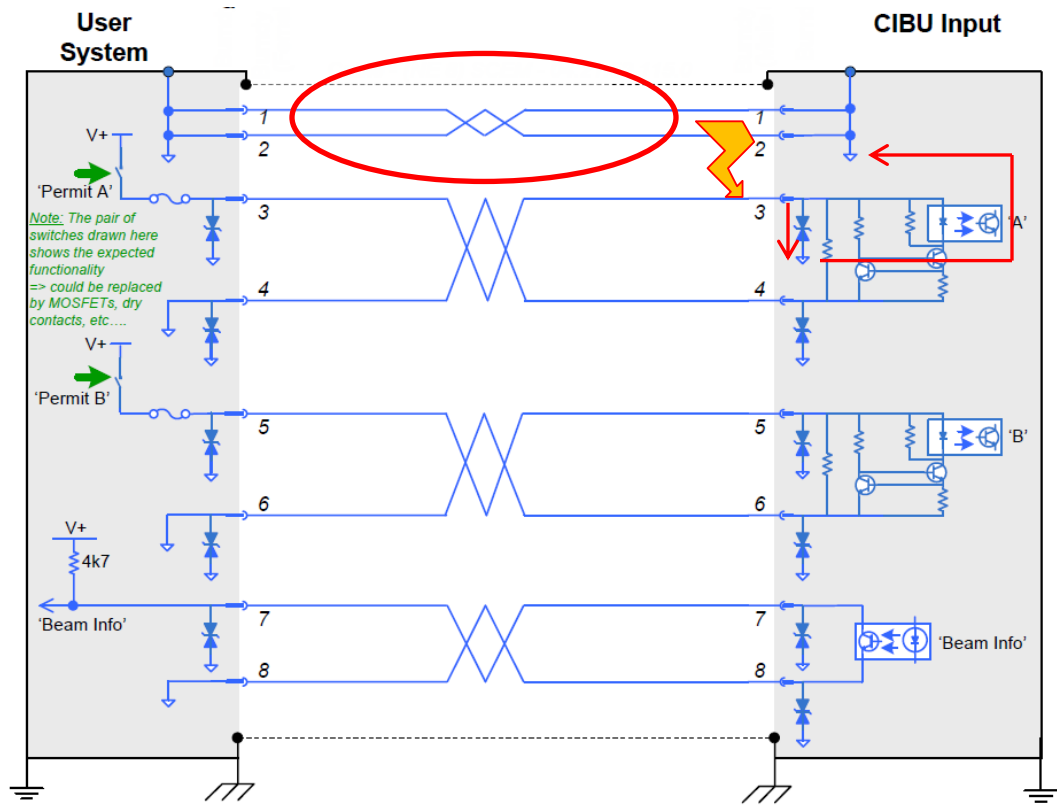 User
System
CIBU Input
1
1
2
2
V+
'Permit A'
3
3
'A'
Note: The pair of
switches drawn here
shows the expected
functionality
=> could be replaced
by MOSFETs, dry
contacts, etc….
4
4
V+
'Permit B'
5
5
'B'
6
6
V+
4k7
7
7
'Beam Info'
'Beam Info'
8
8